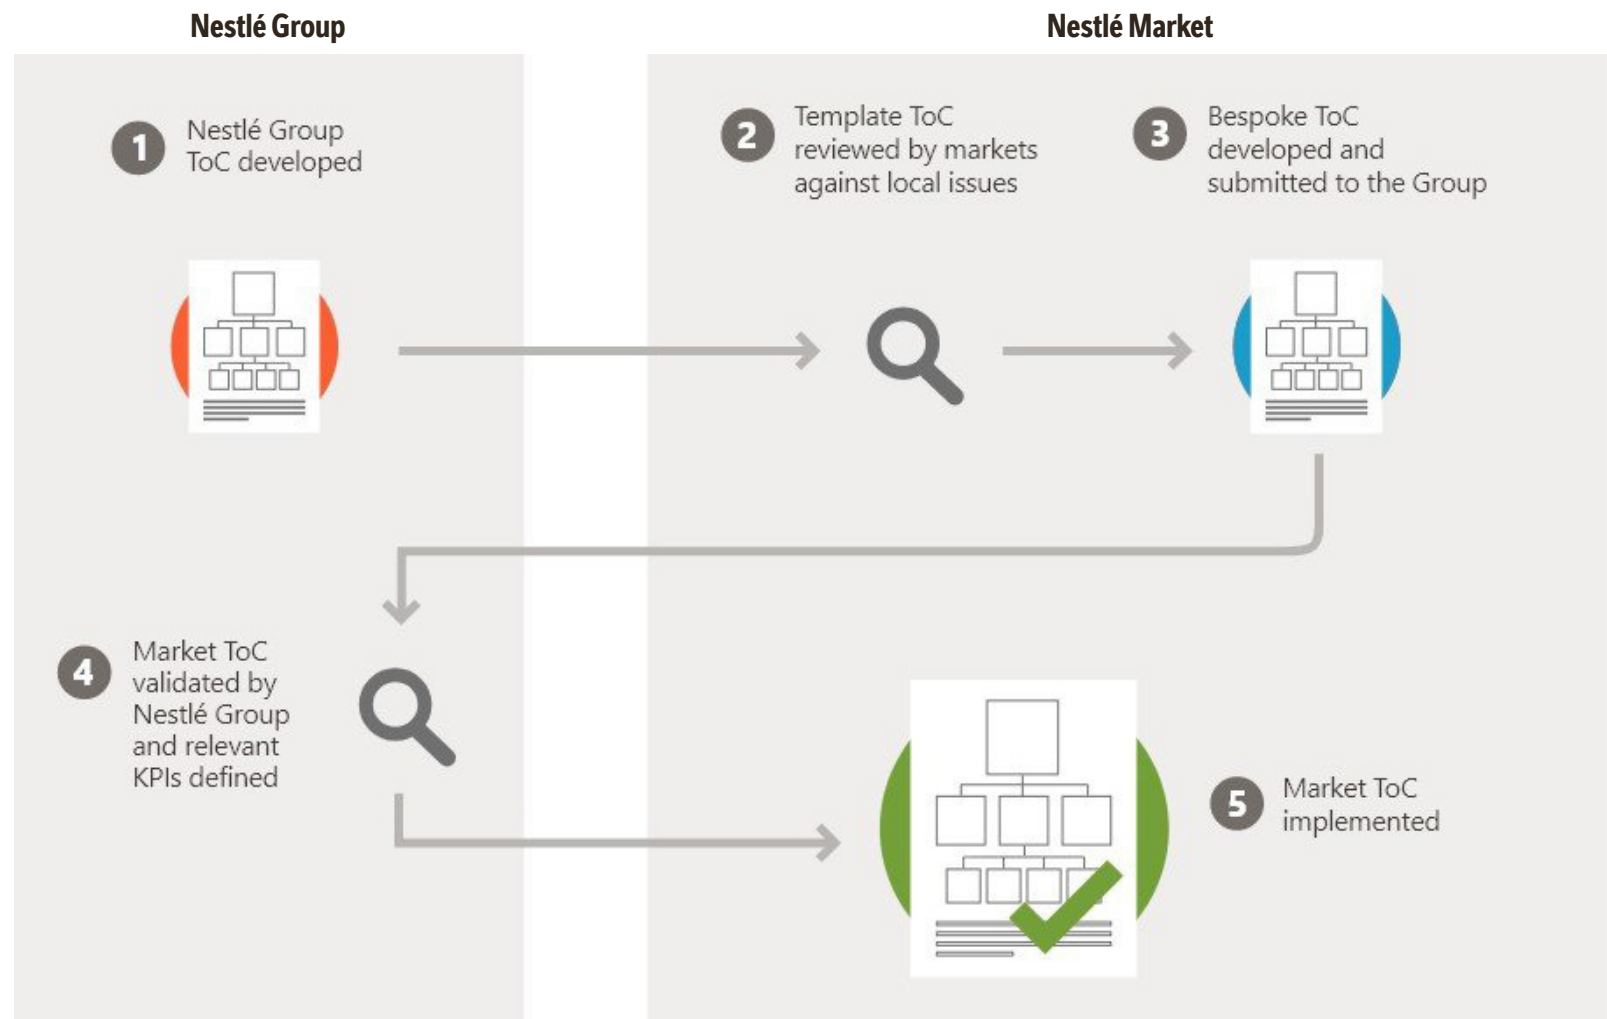 Nestlé Group
Nestlé Market
1
Nestlé Group
ToC developed
2
Template ToC
reviewed by markets
against local issues
3
Bespoke ToC
developed and
submitted to the Group
4
Market ToC
validated by
Nestlé Group
and relevant
KPIs defined
5
Market ToC
implemented